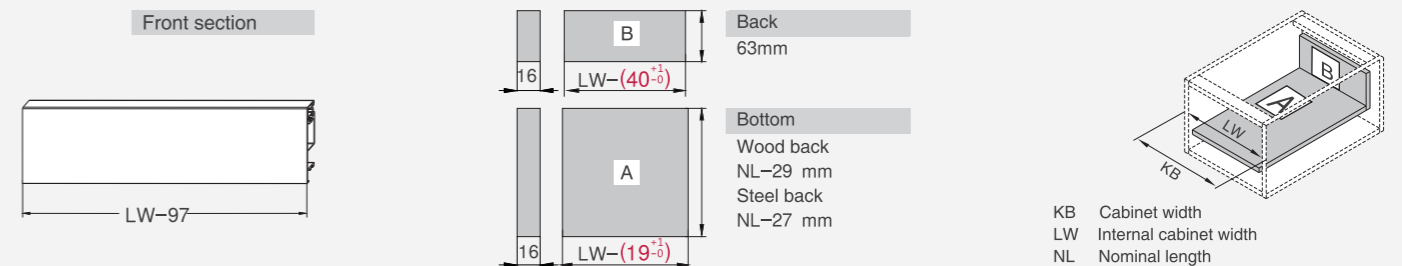 Front section
LW–97
B
16
LW–(40 +1 -0)
Back
63mm
A
16
LW–(19 +1 -0)
Bottom
Wood back
NL–29 mm
Steel back
NL–27 mm
B
A
LW
KB
KB Cabinet width
LW Internal cabinet width
NL Nominal length